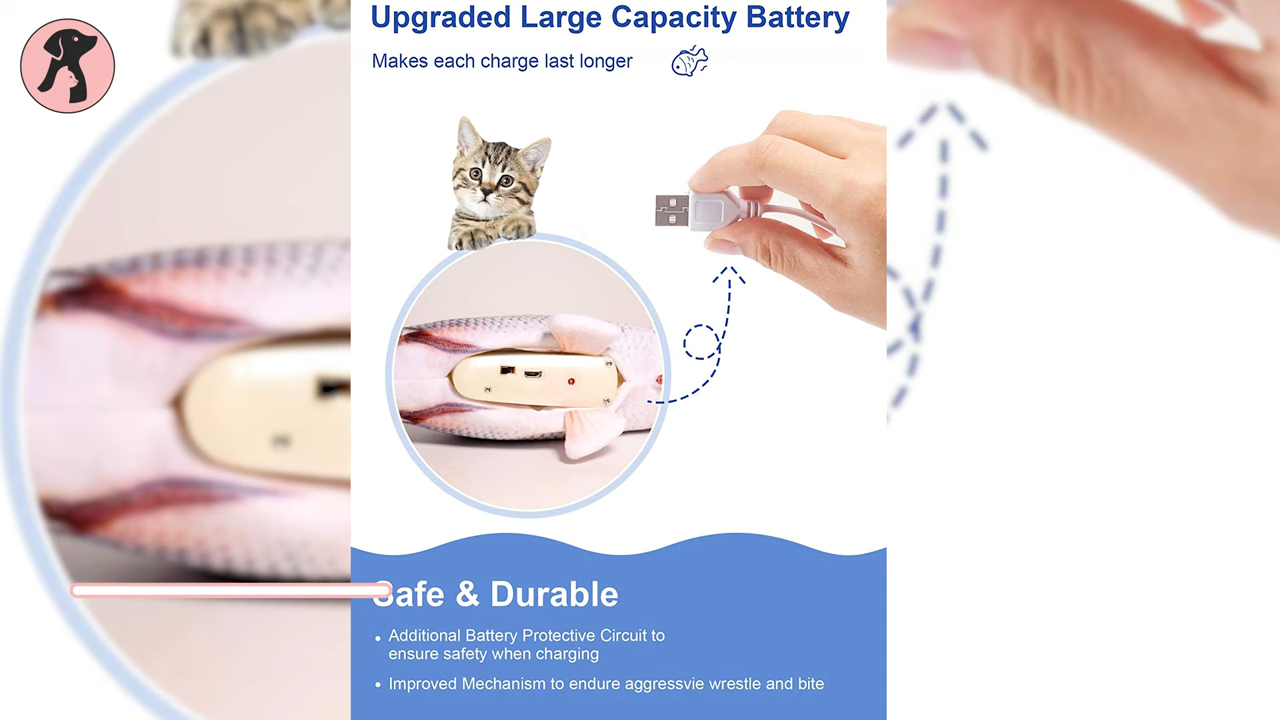 Upgraded Large Capacity Battery
Makes each charge last longer
Safe & Durable
• Additional Battery Protective Circuit to
ensure safety when charging
• Improved Mechanism to endure aggressvie wrestle and bite